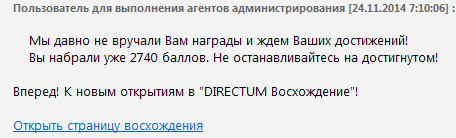 Пользователь для выполнения агентов администрирования [24.11.2014 7:10:06] :
Мы давно не вручали Вам награды и ждем Ваших достижений!
Вы набрали уже 2740 баллов. Не останавливайтесь на достигнутом!
Вперед! К новым открытиям в "DIRECTUM Восхождение"!
Открыть страницу восхождения